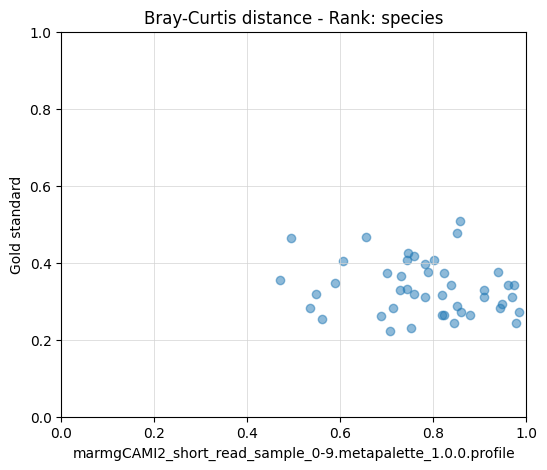 Bray-Curtis distance - Rank: species
1.0
0.8
0.6
0.4
0.2
0.0
Gold standard
0.0 0.2 0.4 0.6 0.8 1.0
marmgCAMI2_short_read_sample_0-9.metapalette_1.0.0.profile